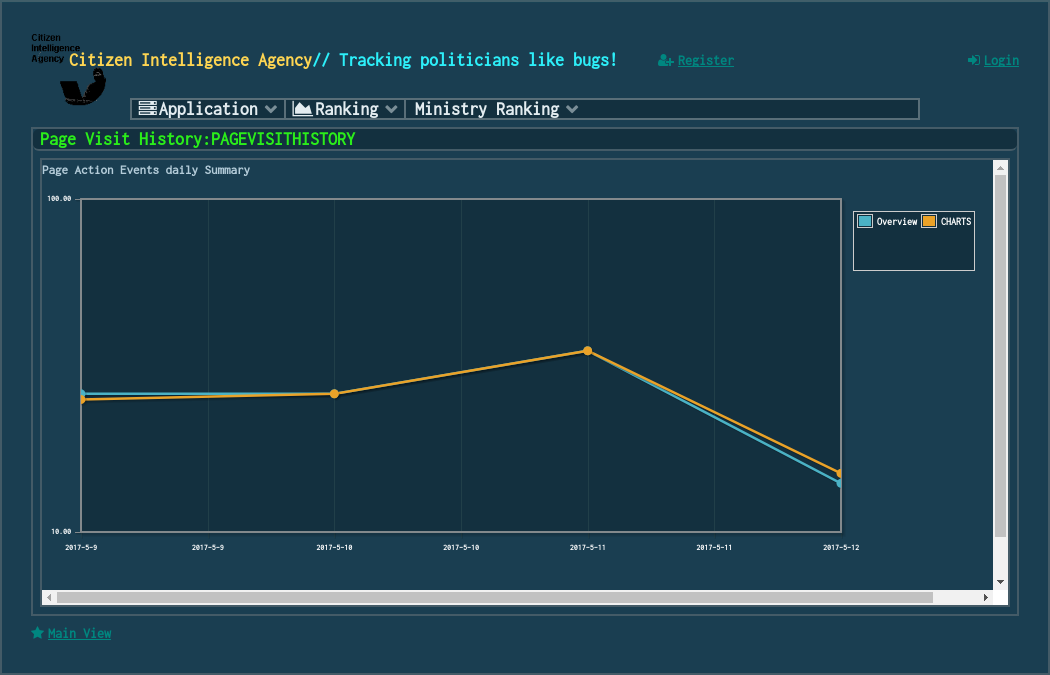 Citizen
Intelligence
Agency
Citizen Intelligence Agency// Tracking politicians like bugs!
Register
Login
Application
Ranking
Ministry Ranking
Page Visit History:PAGEVISITHISTORY
Page Action Events daily Summary
100.00
Overview
CHARTS
10.00
2017-5-9
2017-5-9
2017-5-10
2017-5-10
2017-5-11
2017-5-11
2017-5-12
Main View